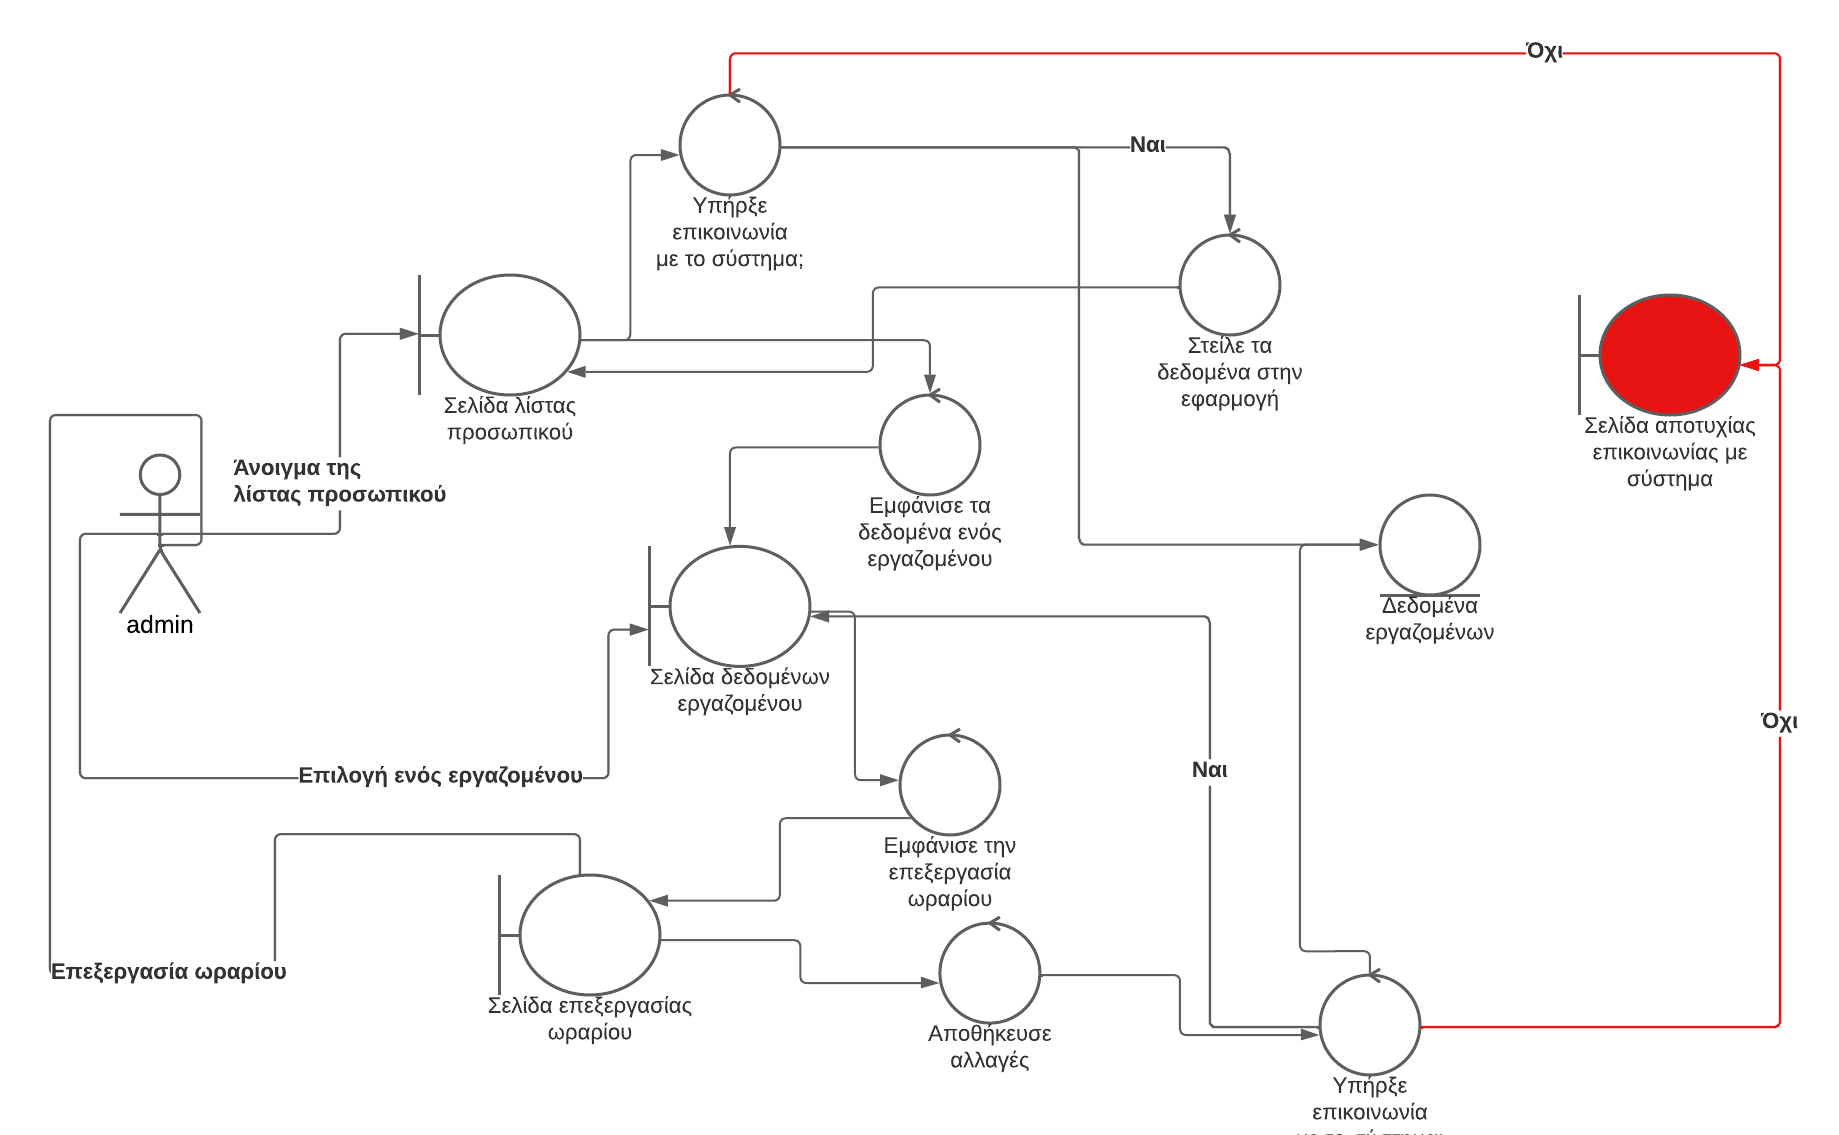 Όχι
Ναι
Υπήρξε
επικοινωνία
με το σύστημα;
Στείλε τα
δεδομένα στην
εφαρμογή
Σελίδα λίστας
προσωπικού
Σελίδα αποτυχίας
επικοινωνίας με
σύστημα
Άνοιγμα της
λίστας προσωπικού
Εμφάνισε τα
δεδομένα ενός
εργαζομένου
admin
Δεδομένα
εργαζομένων
Σελίδα δεδομένων
εργαζομένου
Όχι
Ναι
Επιλογή ενός εργαζομένου
Εμφάνισε την
επεξεργασία
ωραρίου
Επεξεργασία ωραρίου
Σελίδα επεξεργασίας
ωραρίου
Αποθήκευσε
αλλαγές
Υπήρξε
επικοινωνία